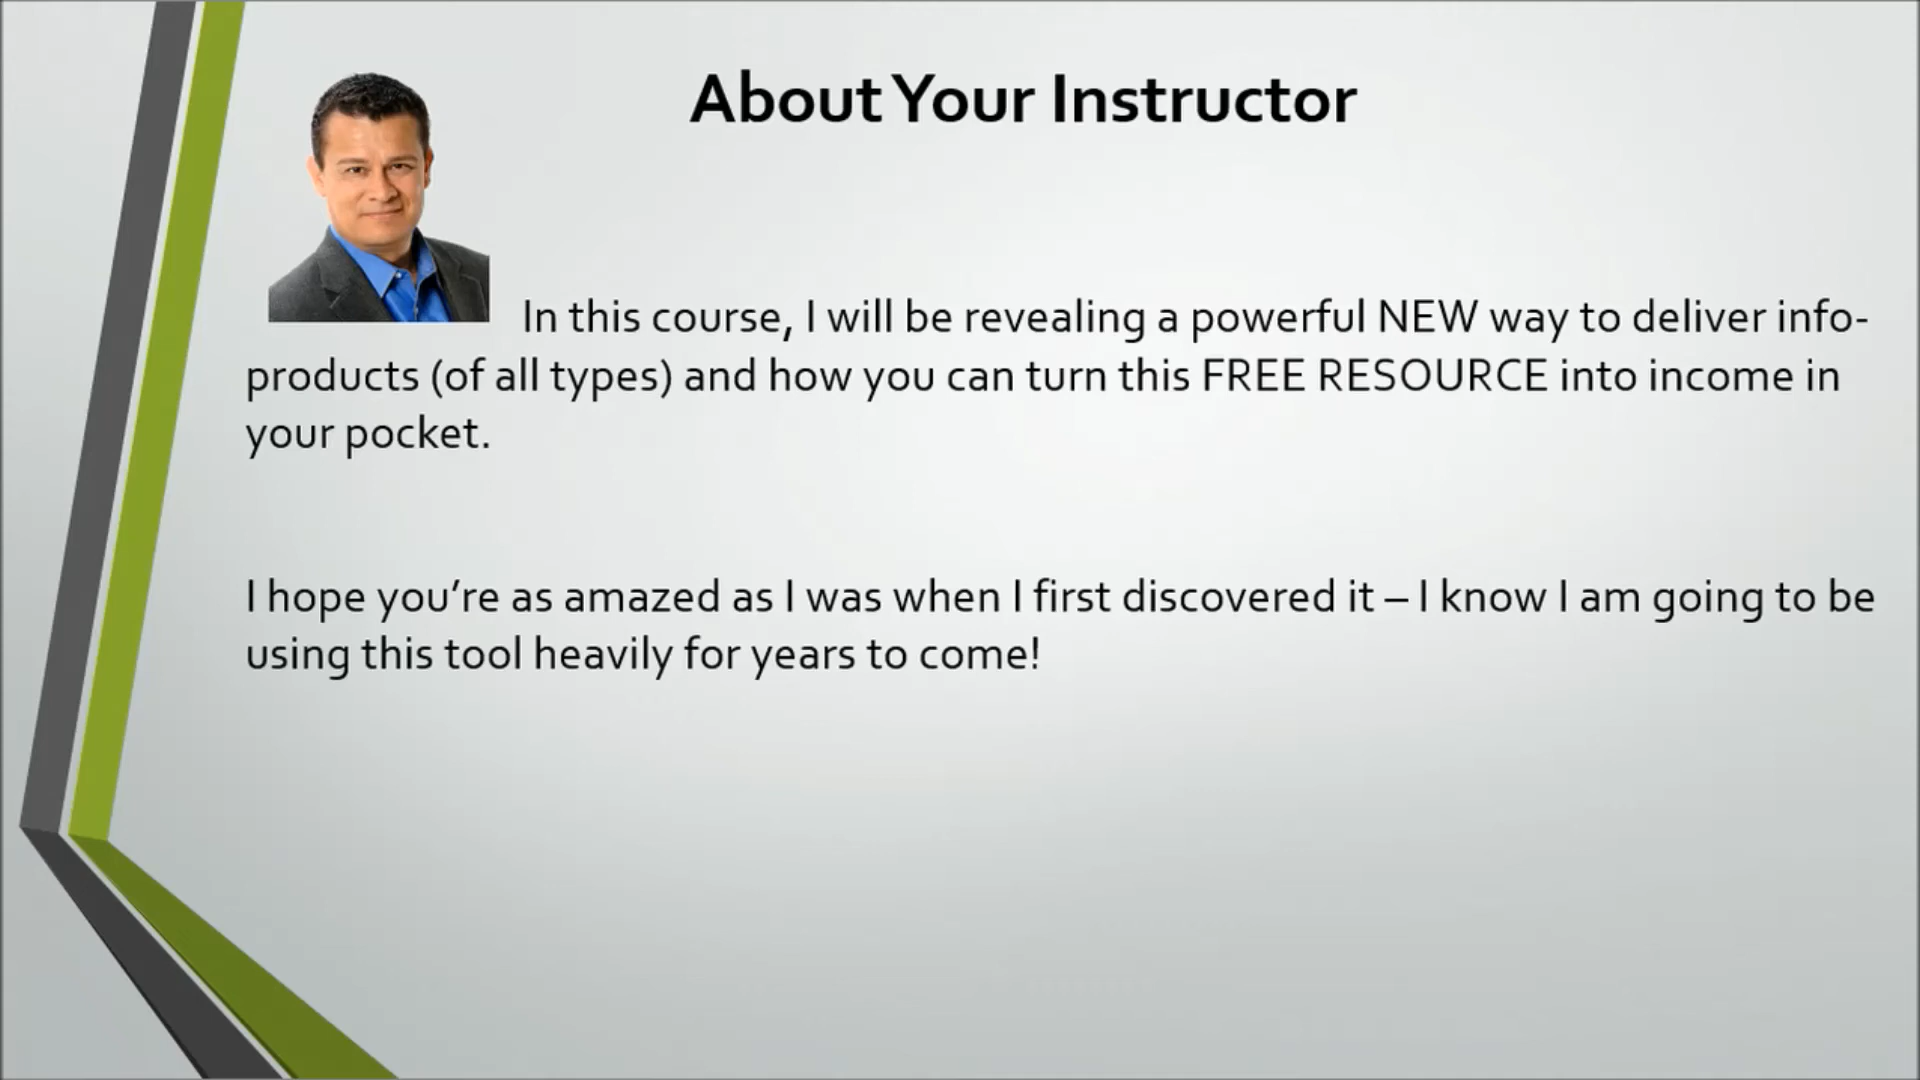 About Your Instructor
In this course, I will be revealing a powerful NEW way to deliver info-
products (of all types) and how you can turn this FREE RESOURCE into income in
your pocket.
I hope you’re as amazed as I was when I first discovered it – I know I am going to be
using this tool heavily for years to come!